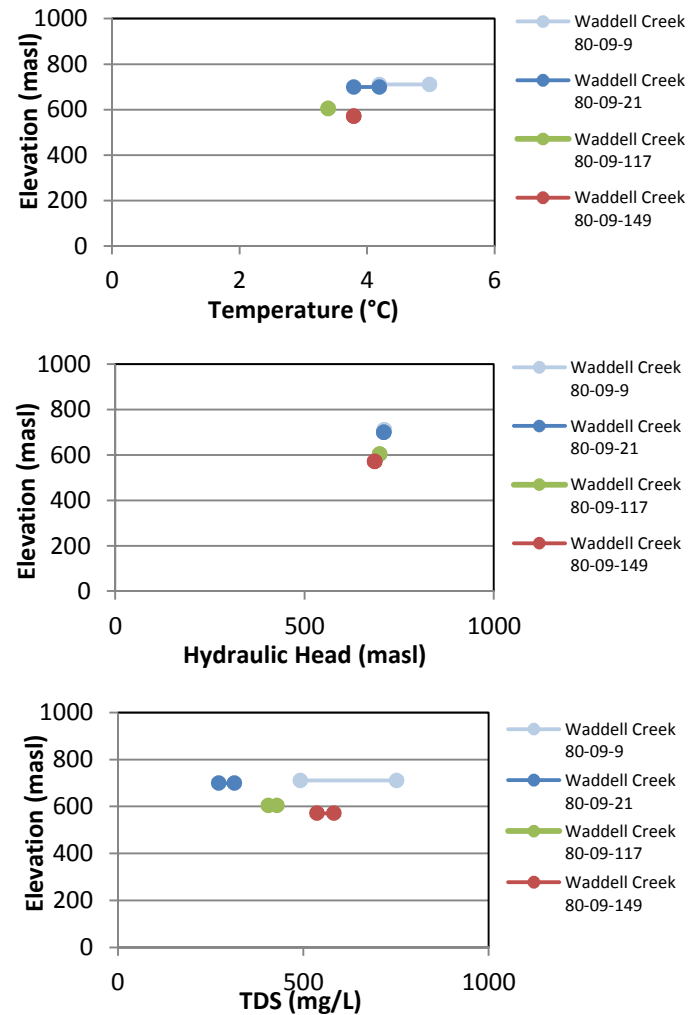 1000
800
600
400
200
0
Elevation (masl)
0 2 4 6
Temperature (°C)
Waddell Creek
80-09-9
Waddell Creek
80-09-21
Waddell Creek
80-09-117
Waddell Creek
80-09-149
1000
800
600
400
200
0
Elevation (masl)
0 500 1000
Hydraulic Head (masl)
Waddell Creek
80-09-9
Waddell Creek
80-09-21
Waddell Creek
80-09-117
Waddell Creek
80-09-149
1000
800
600
400
200
0
Elevation (masl)
0 500 1000
TDS (mg/L)
Waddell Creek
80-09-9
Waddell Creek
80-09-21
Waddell Creek
80-09-117
Waddell Creek
80-09-149